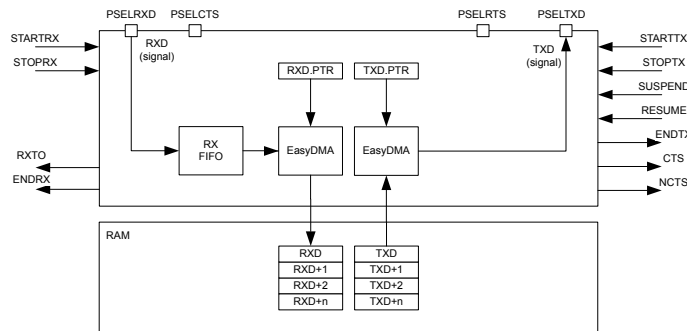 PSELRXD
PSELCTS
PSELRTS
PSELTXD
STARTRX
STOPRX
RXD
(signal)
TXD
(signal)
STARTTX
STOPTX
SUSPEND
RESUME
RXD.PTR
TXD.PTR
RX
FIFO
EasyDMA
EasyDMA
RXTO
ENDRX
ENDTX
CTS
NCTS
RAM
RXD
TXD
RXD+1
TXD+1
RXD+2
TXD+2
RXD+n
TXD+n